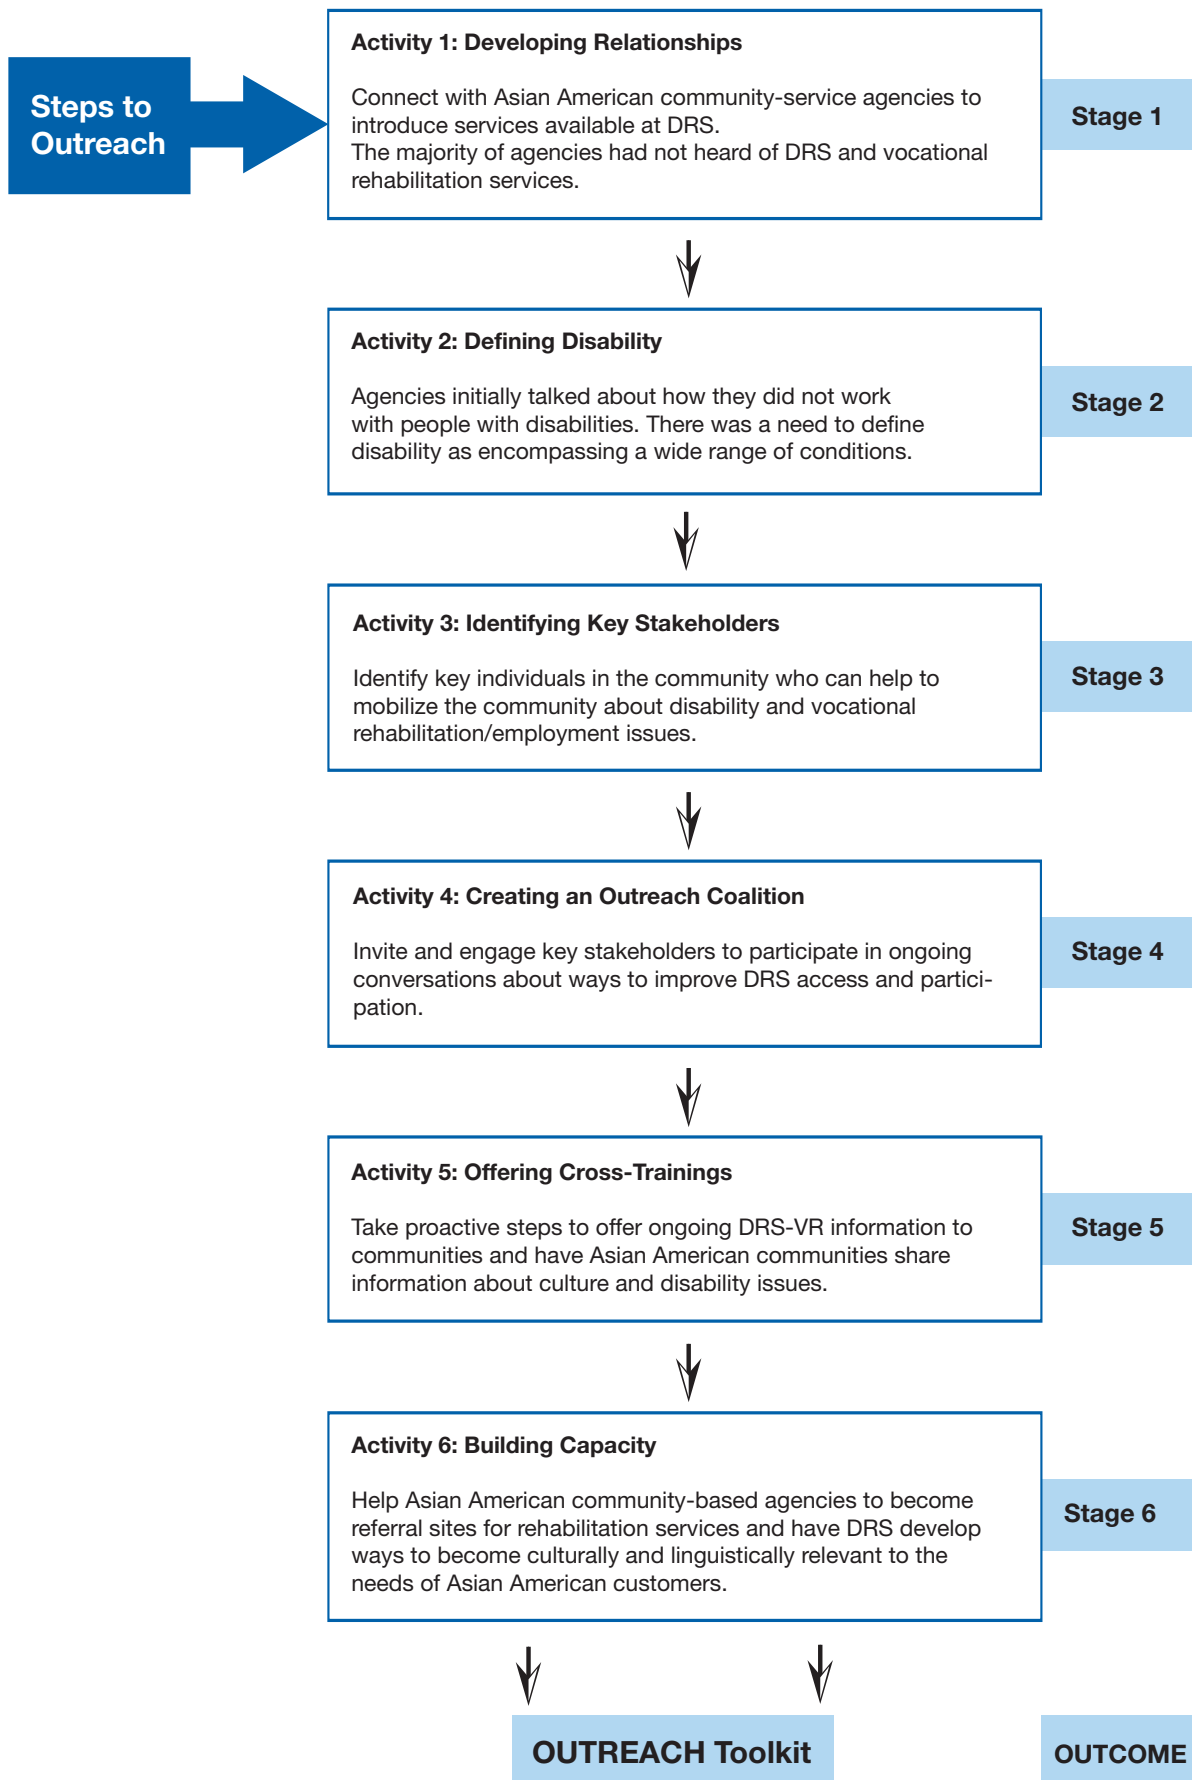 Steps to
Outreach
Activity 1: Developing Relationships
Connect with Asian American community-service agencies to
introduce services available at DRS.
The majority of agencies had not heard of DRS and vocational
rehabilitation services.
Stage 1
Activity 2: Defining Disability
Agencies initially talked about how they did not work
with people with disabilities. There was a need to define
disability as encompassing a wide range of conditions.
Stage 2
Activity 3: Identifying Key Stakeholders
Identify key individuals in the community who can help to
mobilize the community about disability and vocational
rehabilitation/employment issues.
Stage 3
Activity 4: Creating an Outreach Coalition
Invite and engage key stakeholders to participate in ongoing
conversations about ways to improve DRS access and partici-
pation.
Stage 4
Activity 5: Offering Cross-Trainings
Take proactive steps to offer ongoing DRS-VR information to
communities and have Asian American communities share
information about culture and disability issues.
Stage 5
Activity 6: Building Capacity
Help Asian American community-based agencies to become
referral sites for rehabilitation services and have DRS develop
ways to become culturally and linguistically relevant to the
needs of Asian American customers.
Stage 6
OUTREACH Toolkit
OUTCOME